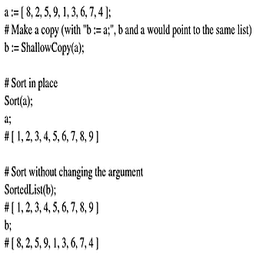 a := [ 8, 2, 5, 9, 1, 3, 6, 7, 4 ];
# Make a copy (with "b := a;", b and a would point to the same list)
b := ShallowCopy(a);

# Sort in place
Sort(a);
a;
# [ 1, 2, 3, 4, 5, 6, 7, 8, 9 ]

# Sort without changing the argument
SortedList(b);
# [ 1, 2, 3, 4, 5, 6, 7, 8, 9 ]
b;
# [ 8, 2, 5, 9, 1, 3, 6, 7, 4 ]